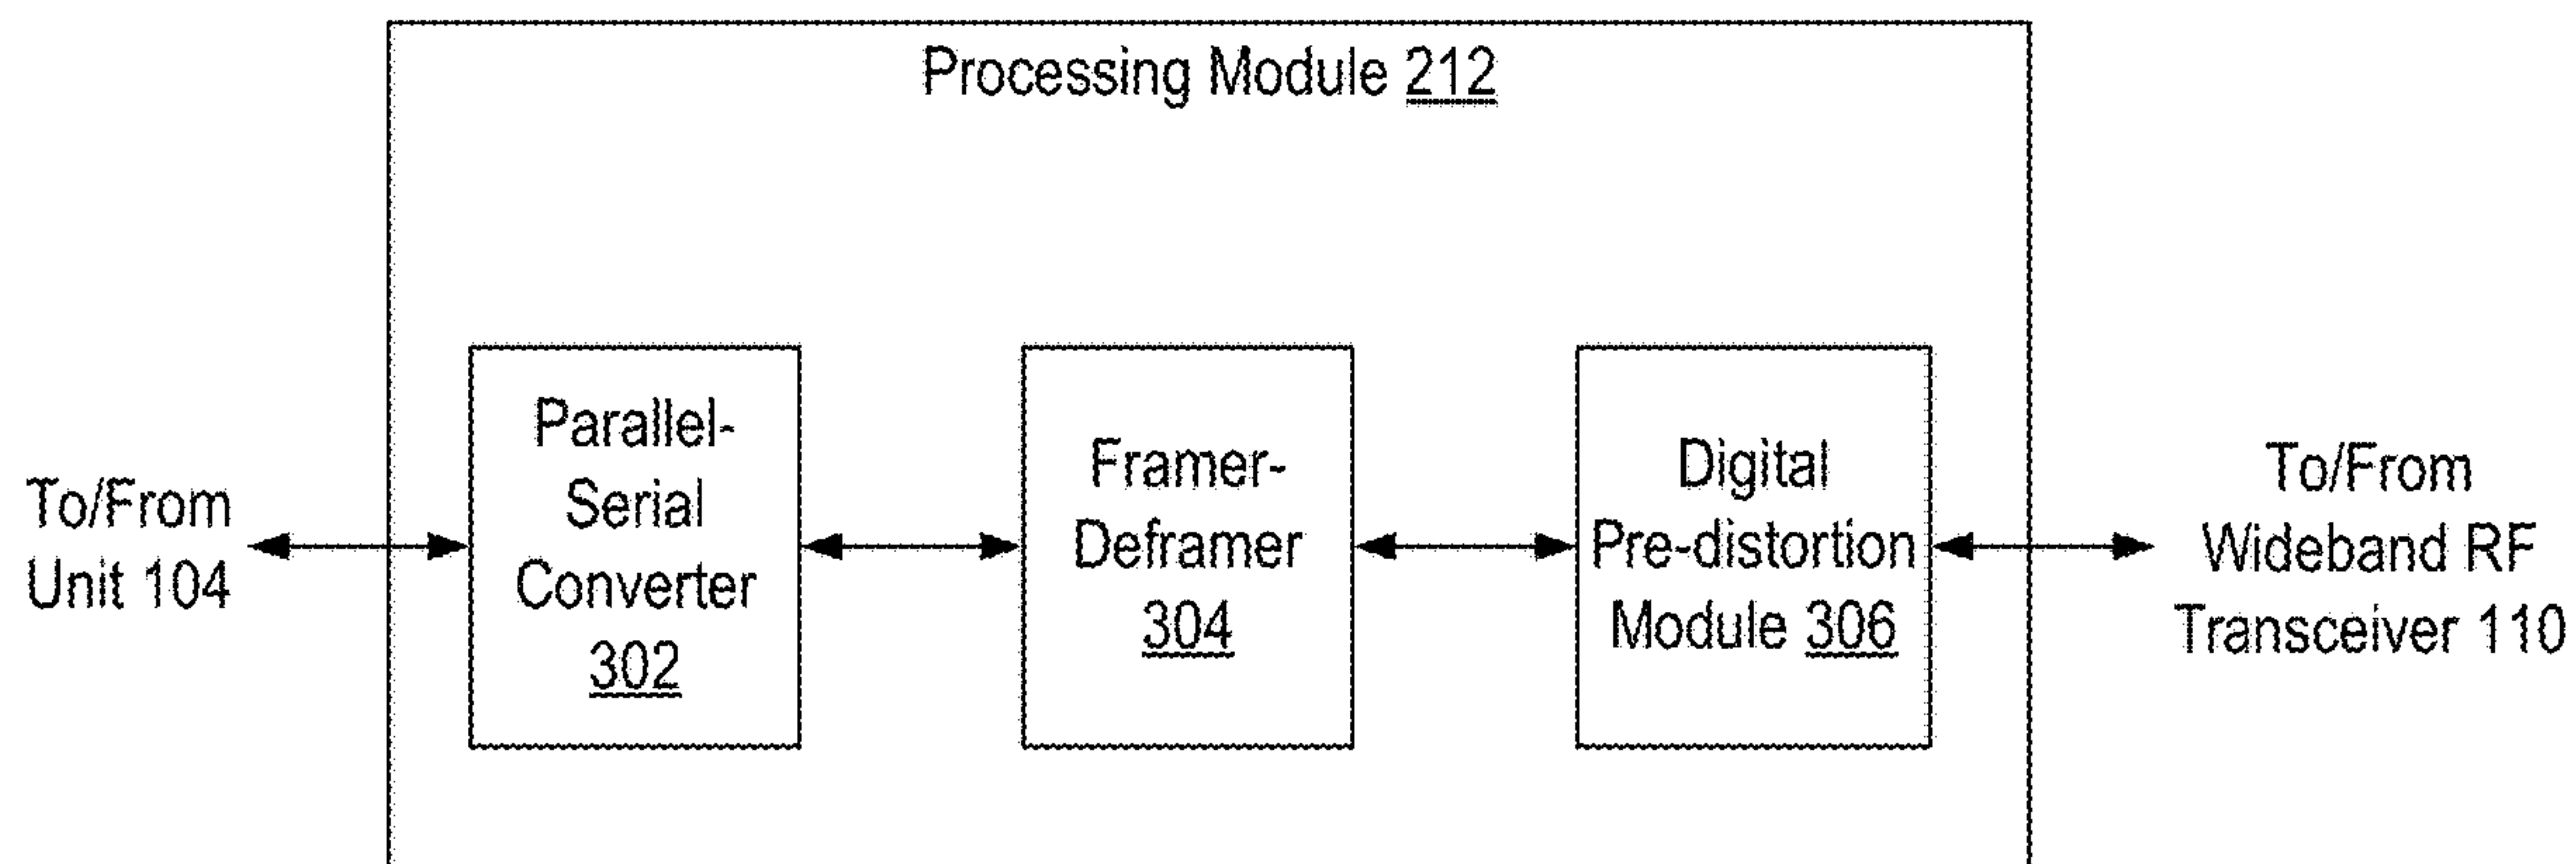 Processing Module 212
To/From
Unit 104
Parallel-
Serial
Converter
302
Framer-
Deframer
304
Digital
Pre-distortion
Module 306
To/From
Wideband RF
Transceiver 110